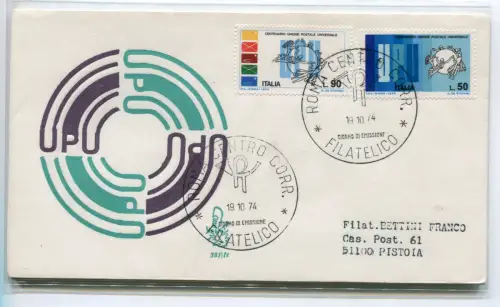 CENTENARIO UNIONE POSTALE UNIVERSALE
ITALIA L. 90
CENTENARIO UNIONE POSTALE UNIVERSALE
ITALIA L. 50
ROMA CENTRO CORR.
19 10 74
GIORNO DI EMISSIONE
* FILATELICO *
UPU
UPU
UPU
UPU
ROMA CENTRO CORR.
19 10 74
GIORNO DI EMISSIONE
* FILATELICO *
Filat. BETTINI FRANCO
Cas. Post. 61
51100 PISTOIA